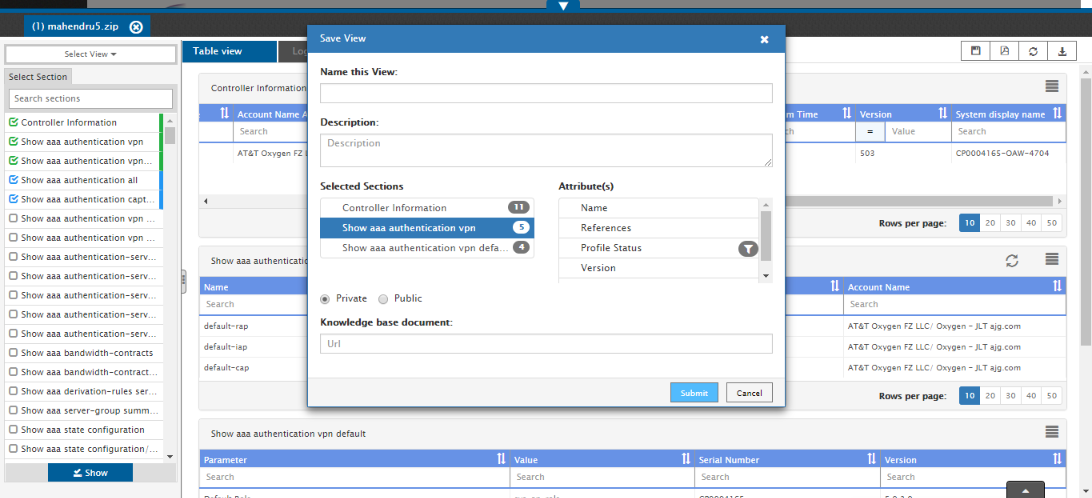 (1) mahendru5.zip
Select View
Select Section
Search sections
Controller Information
Show aaa authentication vpn
Show aaa authentication vpn...
Show aaa authentication all
Show aaa authentication capt...
Show aaa authentication vpn ...
Show aaa authentication vpn ...
Show aaa authentication-serv...
Show aaa authentication-serv...
Show aaa authentication-serv...
Show aaa authentication-serv...
Show aaa authentication-serv...
Show aaa bandwidth-contracts
Show aaa bandwidth-contract...
Show aaa derivation-rules ser...
Show aaa server-group summ...
Show aaa state configuration
Show aaa state configuration/...
Show
Table view
Save View
Name this View:
Description:
Description
Selected Sections
Controller Information 11
Show aaa authentication vpn 5
Show aaa authentication vpn defa... 4
Attribute(s)
Name
References
Profile Status
Version
Private Public
Knowledge base document:
Url
Submit Cancel
Controller Information
Account Name Version System display name
Search = Value Search
AT&T Oxygen FZ 503 CP0004165-OAW-4704
Rows per page: 10 20 30 40 50
Show aaa authentication
Name Account Name
Search Search
default-rap AT&T Oxygen FZ LLC/ Oxygen - JLT ajg.com
default-iap AT&T Oxygen FZ LLC/ Oxygen - JLT ajg.com
default-cap AT&T Oxygen FZ LLC/ Oxygen - JLT ajg.com
Rows per page: 10 20 30 40 50
Show aaa authentication vpn default
Parameter Value Serial Number Version
Search Search Search Search